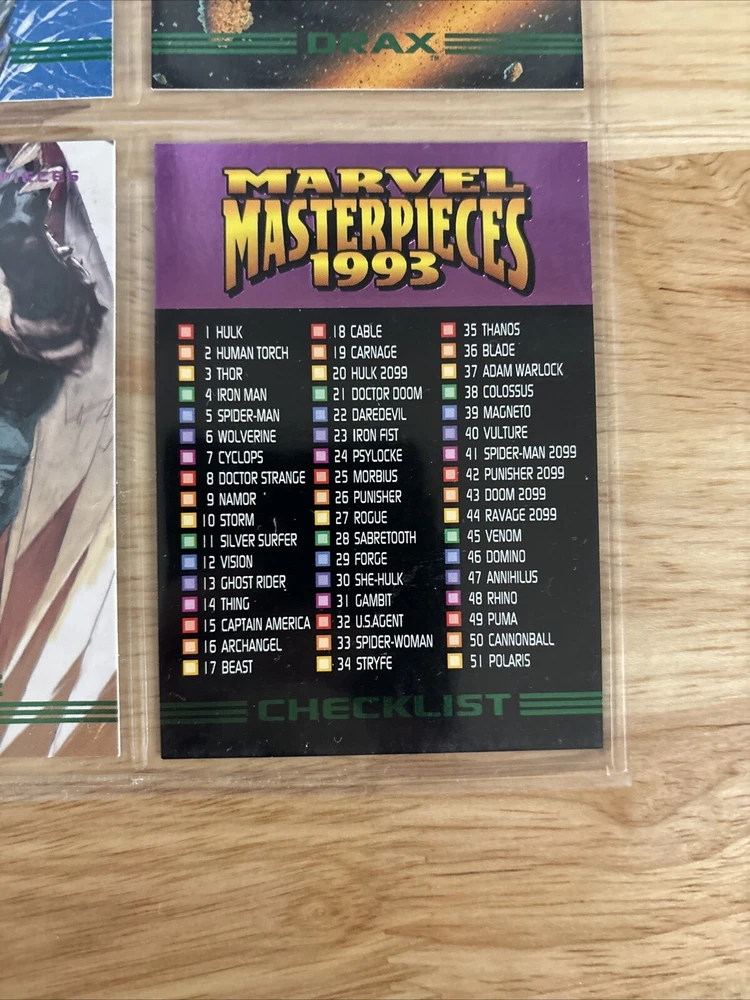 DRAX™
PIECES
MARVEL
MASTERPIECES
1993
1 HULK
2 HUMAN TORCH
3 THOR
4 IRON MAN
5 SPIDER-MAN
6 WOLVERINE
7 CYCLOPS
8 DOCTOR STRANGE
9 NAMOR
10 STORM
11 SILVER SURFER
12 VISION
13 GHOST RIDER
14 THING
15 CAPTAIN AMERICA
16 ARCHANGEL
17 BEAST
18 CABLE
19 CARNAGE
20 HULK 2099
21 DOCTOR DOOM
22 DAREDEVIL
23 IRON FIST
24 PSYLOCKE
25 MORBIUS
26 PUNISHER
27 ROGUE
28 SABRETOOTH
29 FORGE
30 SHE-HULK
31 GAMBIT
32 U.S.AGENT
33 SPIDER-WOMAN
34 STRYFE
35 THANOS
36 BLADE
37 ADAM WARLOCK
38 COLOSSUS
39 MAGNETO
40 VULTURE
41 SPIDER-MAN 2099
42 PUNISHER 2099
43 DOOM 2099
44 RAVAGE 2099
45 VENOM
46 DOMINO
47 ANNIHILUS
48 RHINO
49 PUMA
50 CANNONBALL
51 POLARIS
CHECKLIST